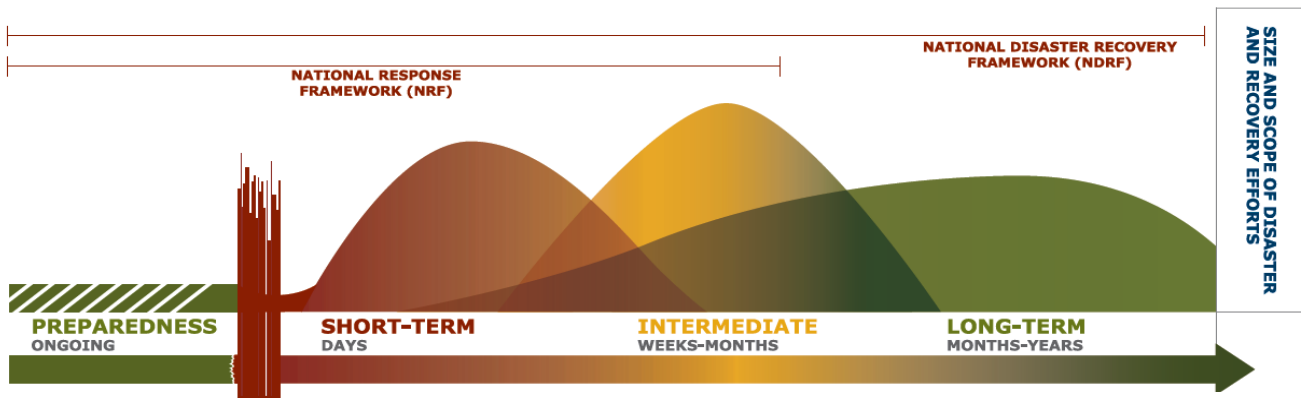 NATIONAL DISASTER RECOVERY
FRAMEWORK (NDRF)
NATIONAL RESPONSE
FRAMEWORK (NRF)
SIZE AND SCOPE OF DISASTER
AND RECOVERY EFFORTS
PREPAREDNESS
ONGOING
SHORT-TERM
DAYS
INTERMEDIATE
WEEKS-MONTHS
LONG-TERM
MONTHS-YEARS